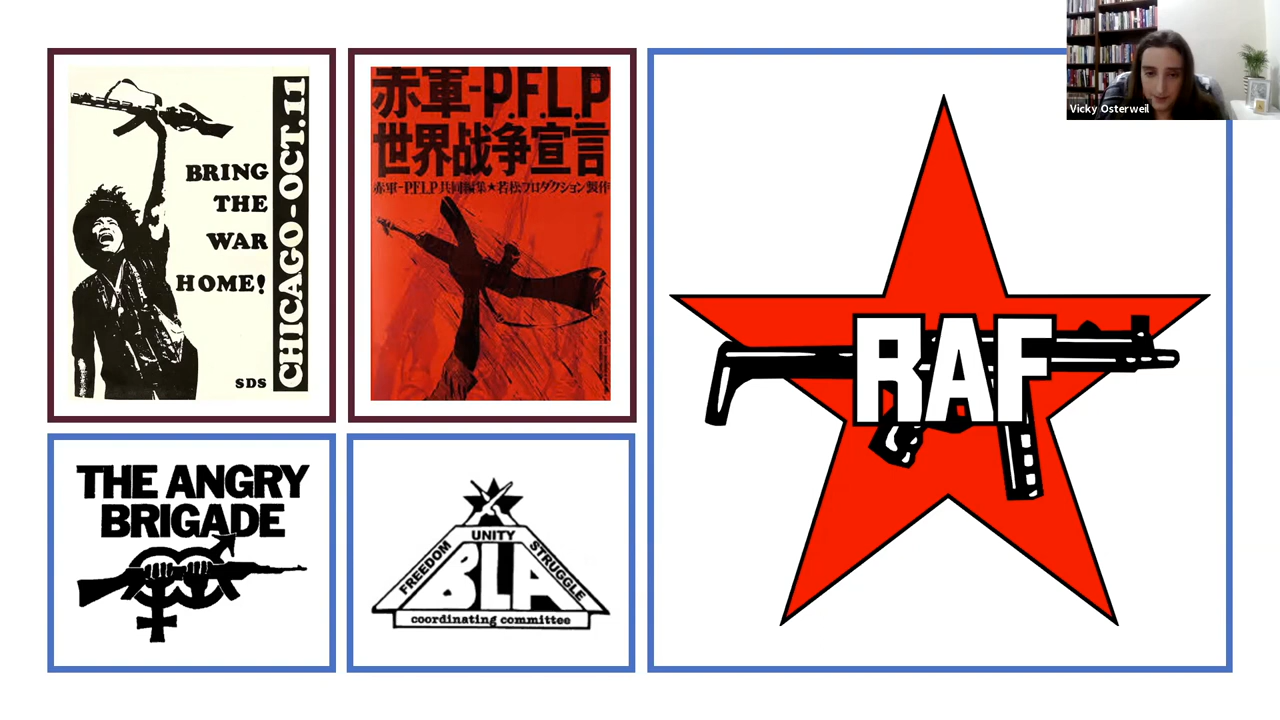 BRING
THE
WAR
HOME!
SDS
CHICAGO-OCT.11
赤軍-P.F.L.P
世界战争宣言
赤軍-P.F.L.P共同編集★若松プロダクション製作
RAF
THE ANGRY
BRIGADE
FREEDOM
UNITY
STRUGGLE
BLA
coordinating committee
Vicky Osterweil